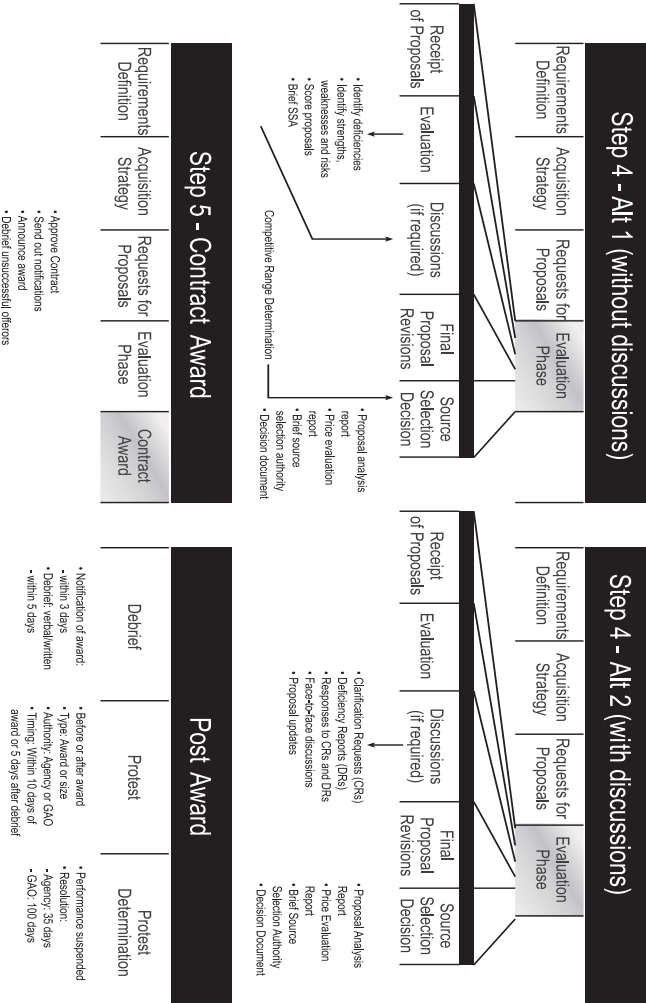 Step 4 - Alt 1 (without discussions)
Requirements
Definition
Acquisition
Strategy
Requests for
Proposals
Evaluation
Phase
Receipt
of Proposals
Evaluation
Discussions
(if required)
Final
Proposal
Revisions
Source
Selection
Decision
• Identify deficiencies
• Identify strengths,
weaknesses and risks
• Score proposals
• Brief SSA
Competitive Range Determination
• Proposal analysis
report
• Price evaluation
report
• Brief source
selection authority
• Decision document
Step 4 - Alt 2 (with discussions)
Requirements
Definition
Acquisition
Strategy
Requests for
Proposals
Evaluation
Phase
Receipt
of Proposals
Evaluation
Discussions
(if required)
Final
Proposal
Revisions
Source
Selection
Decision
• Clarification Requests (CRs)
• Deficiency Reports (DRs)
• Responses to CRs and DRs
• Face-to-face discussions
• Proposal updates
• Proposal Analysis
Report
• Price Evaluation
Report
• Brief Source
Selection Authority
• Decision Document
Step 5 - Contract Award
Requirements
Definition
Acquisition
Strategy
Requests for
Proposals
Evaluation
Phase
Contract
Award
• Approve Contract
• Send out notifications
• Announce award
• Debrief unsuccessful offerors
Post Award
Debrief
Protest
Protest
Determination
• Notification of award:
- within 3 days
• Debrief: verbal/written
- within 5 days
• Before or after award
• Type: Award or size
• Authority: Agency or GAO
• Timing: Within 10 days of
award or 5 days after debrief
• Performance suspended
• Resolution:
- Agency: 35 days
- GAO: 100 days